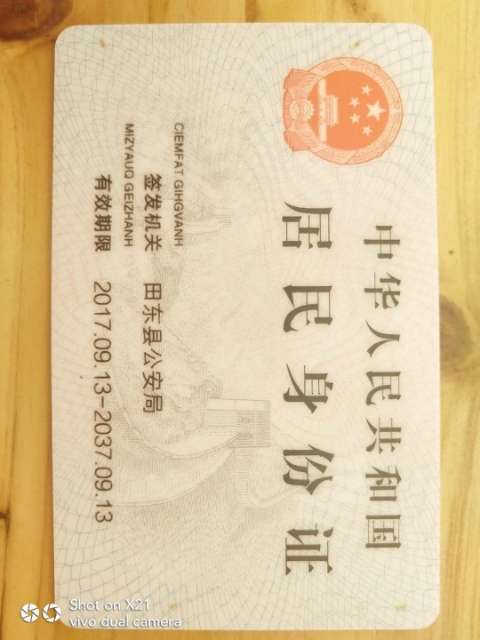 中华人民共和国
居民身份证
CIEMFAT GIHGVANH
签发机关 田东县公安局
MIZYAUQ GEIZHANH
有效期限 2017.09.13-2037.09.13
Shot on X21
vivo dual camera